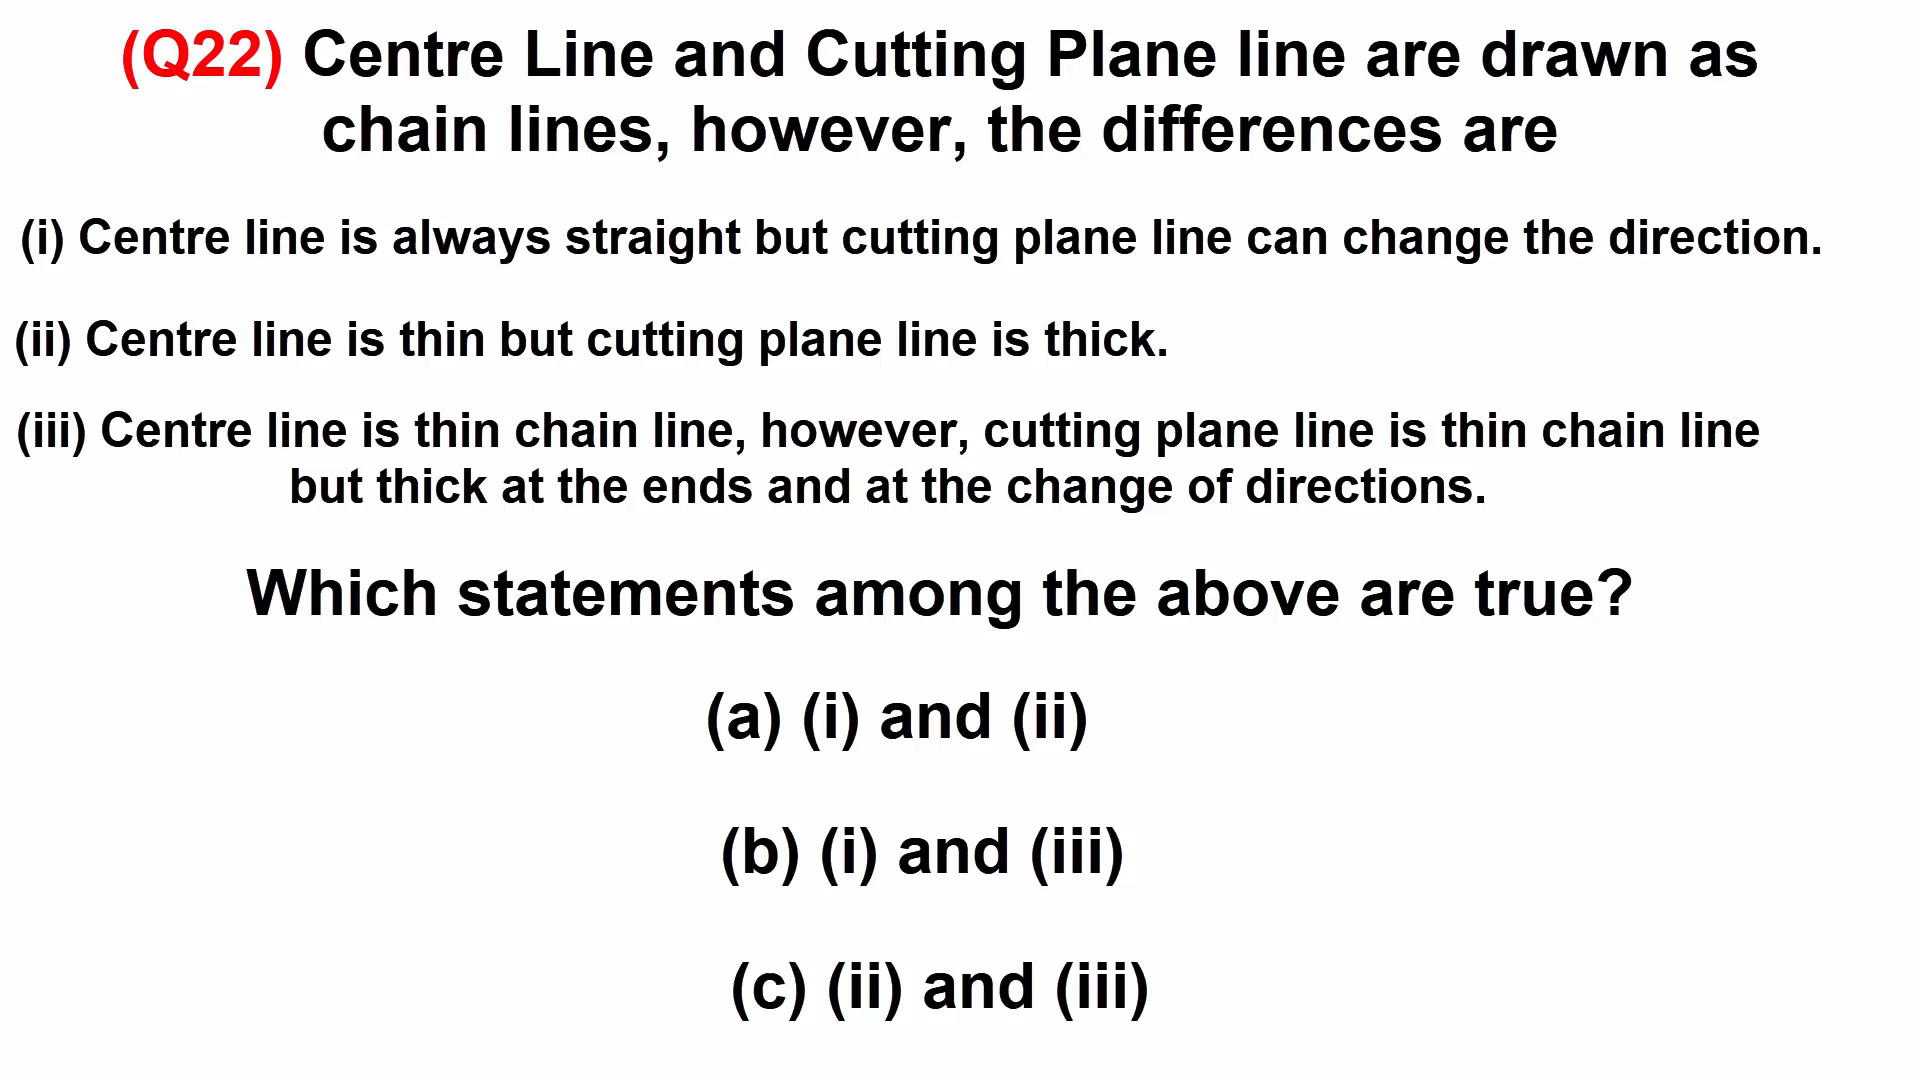 (Q22) Centre Line and Cutting Plane line are drawn as
chain lines, however, the differences are
(i) Centre line is always straight but cutting plane line can change the direction.
(ii) Centre line is thin but cutting plane line is thick.
(iii) Centre line is thin chain line, however, cutting plane line is thin chain line
but thick at the ends and at the change of directions.
Which statements among the above are true?
(a) (i) and (ii)
(b) (i) and (iii)
(c) (ii) and (iii)